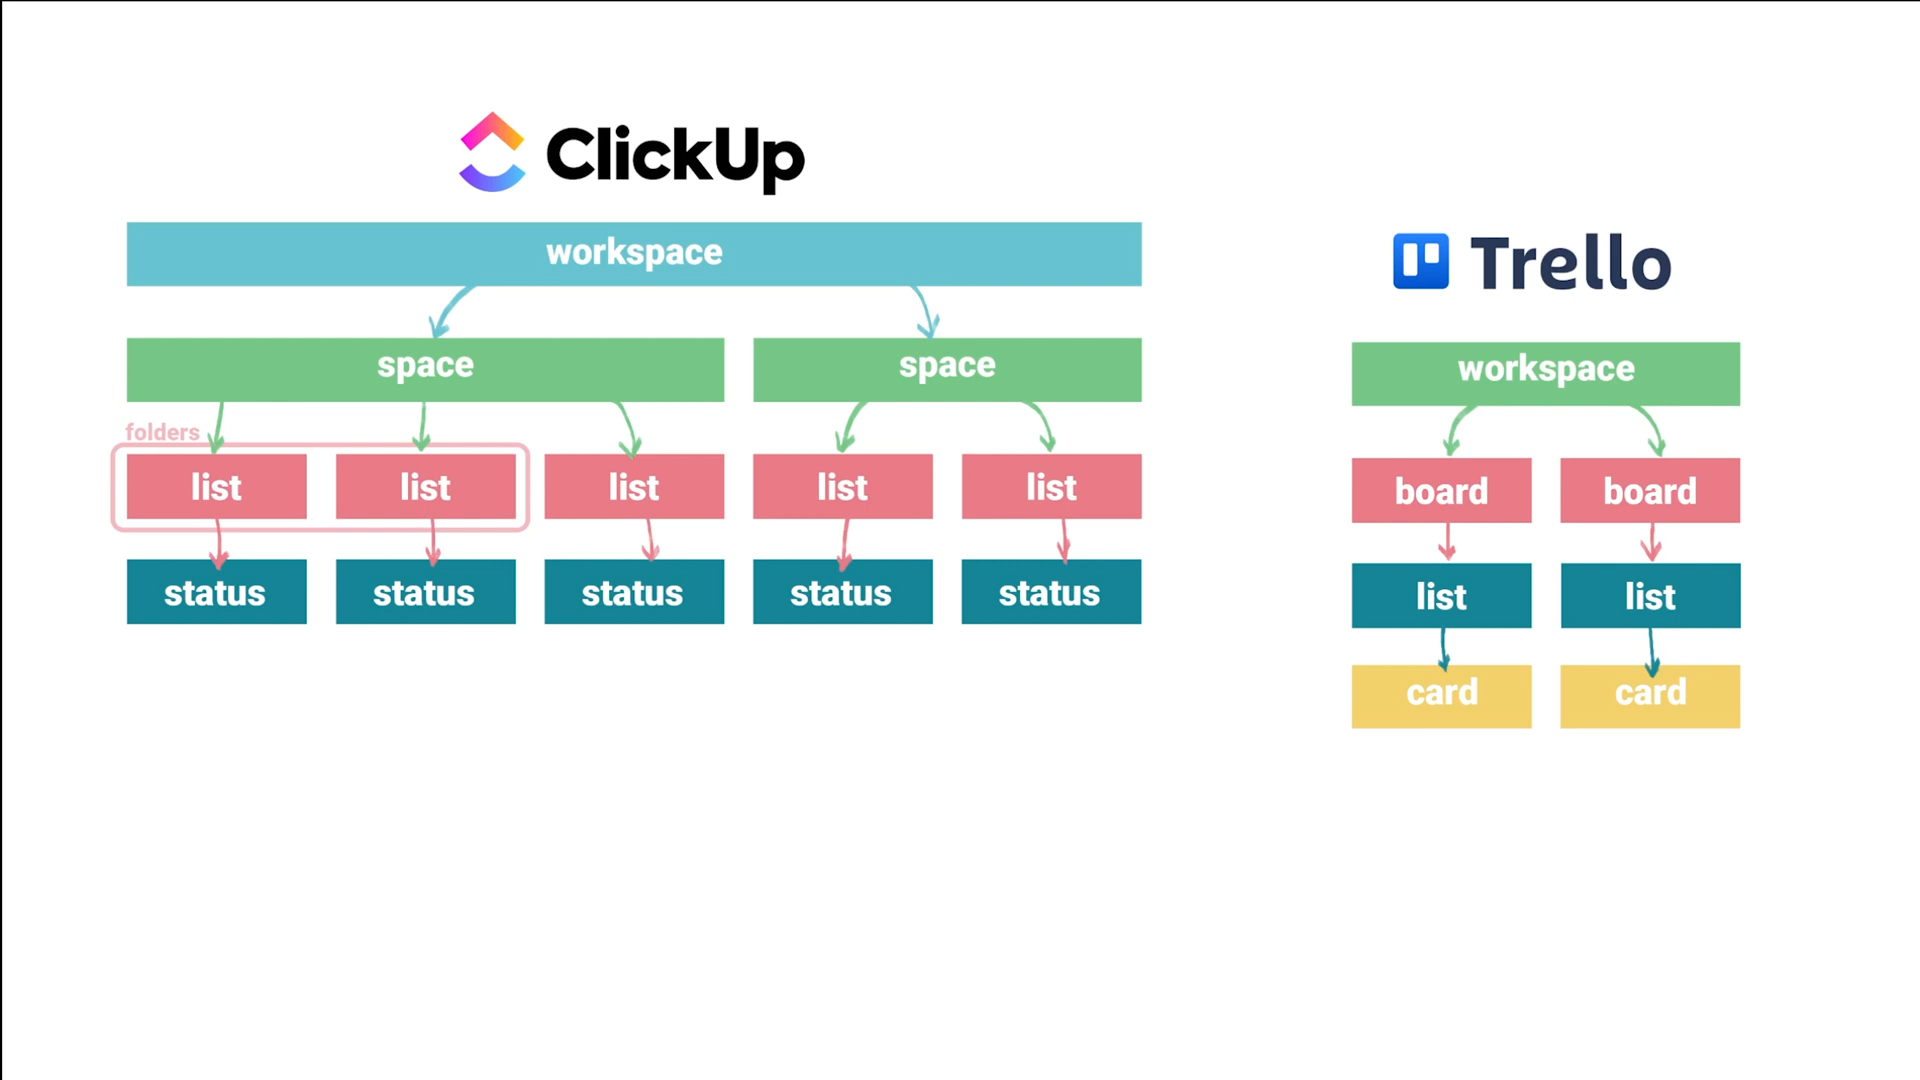 ClickUp
workspace
space space
folders
list list list list list
status status status status status
Trello
workspace
board board
list list
card card